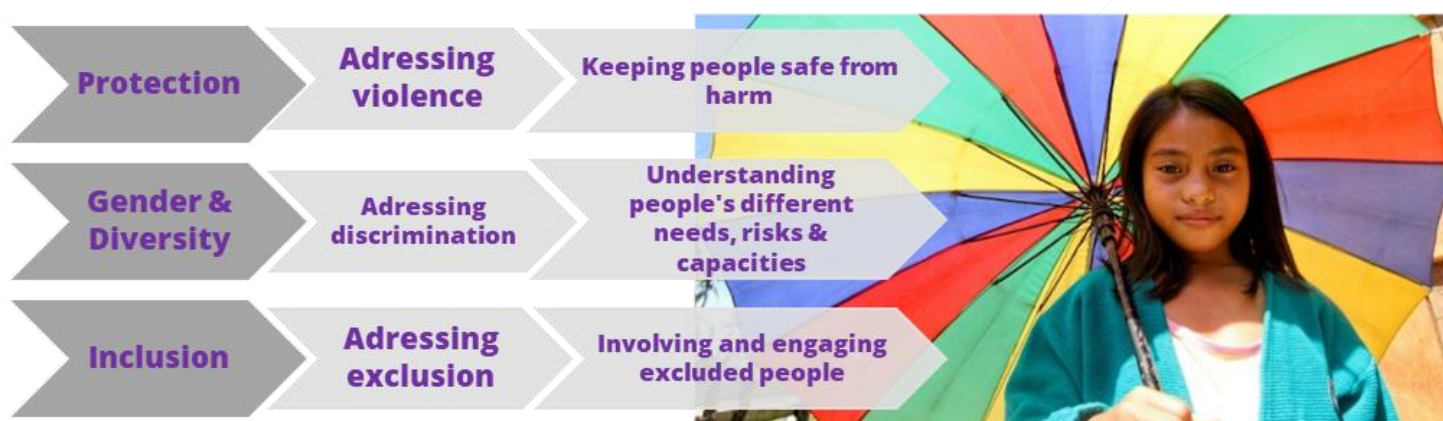 Protection
Adressing
violence
Keeping people safe from
harm
Gender &
Diversity
Adressing
discrimination
Understanding
people's different
needs, risks &
capacities
Inclusion
Adressing
exclusion
Involving and engaging
excluded people